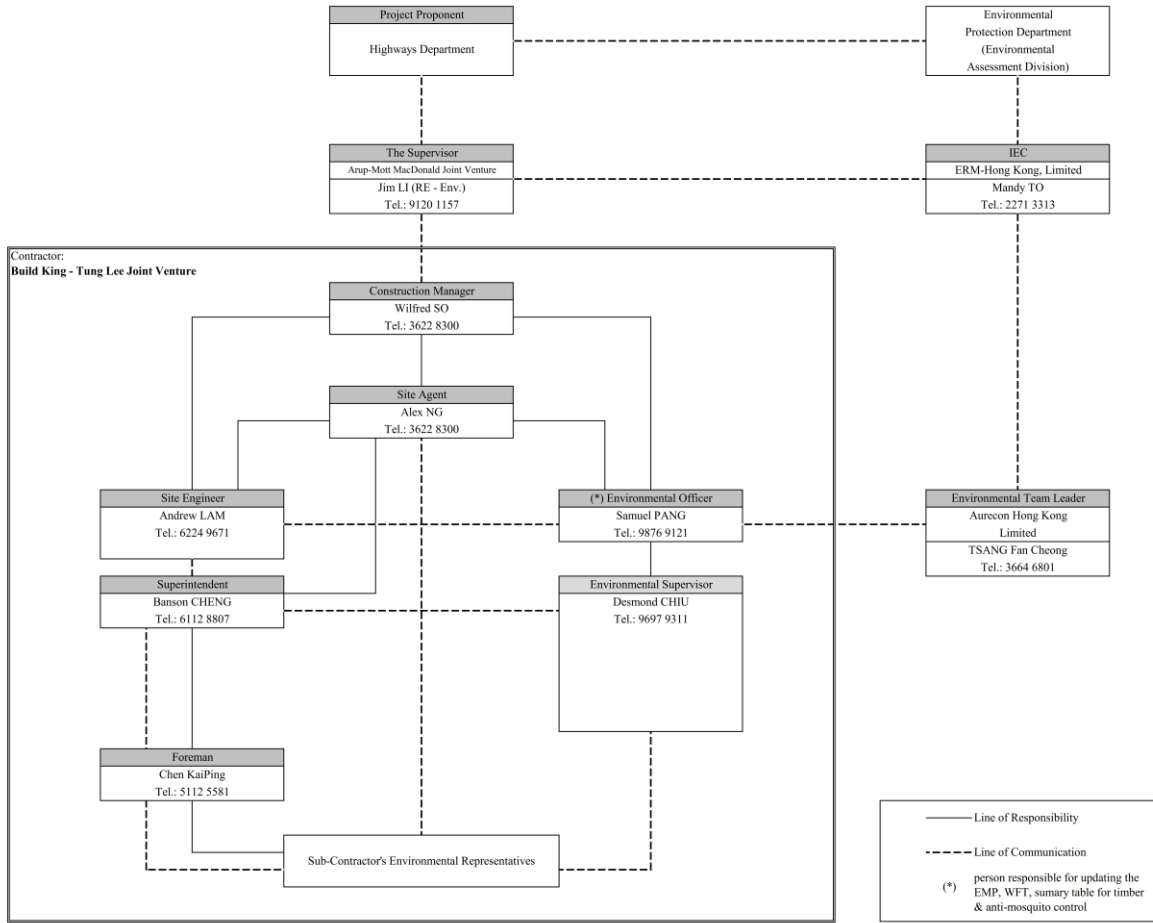 Project Proponent
Highways Department
Environmental
Protection Department
(Environmental
Assessment Division)
The Supervisor
Arup-Mott MacDonald Joint Venture
Jim LI (RE - Env.)
Tel.: 9120 1157
IEC
ERM-Hong Kong, Limited
Mandy TO
Tel.: 2271 3313
Contractor:
Build King - Tung Lee Joint Venture
Construction Manager
Wilfred SO
Tel.: 3622 8300
Site Agent
Alex NG
Tel.: 3622 8300
Site Engineer
Andrew LAM
Tel.: 6224 9671
(*) Environmental Officer
Samuel PANG
Tel.: 9876 9121
Environmental Team Leader
Aurecon Hong Kong
Limited
TSANG Fan Cheong
Tel.: 3664 6801
Superintendent
Banson CHENG
Tel.: 6112 8807
Environmental Supervisor
Desmond CHIU
Tel.: 9697 9311
Foreman
Chen KaiPing
Tel.: 5112 5581
Sub-Contractor's Environmental Representatives
Line of Responsibility
Line of Communication
(*) person responsible for updating the
EMP, WFT, sumary table for timber
& anti-mosquito control